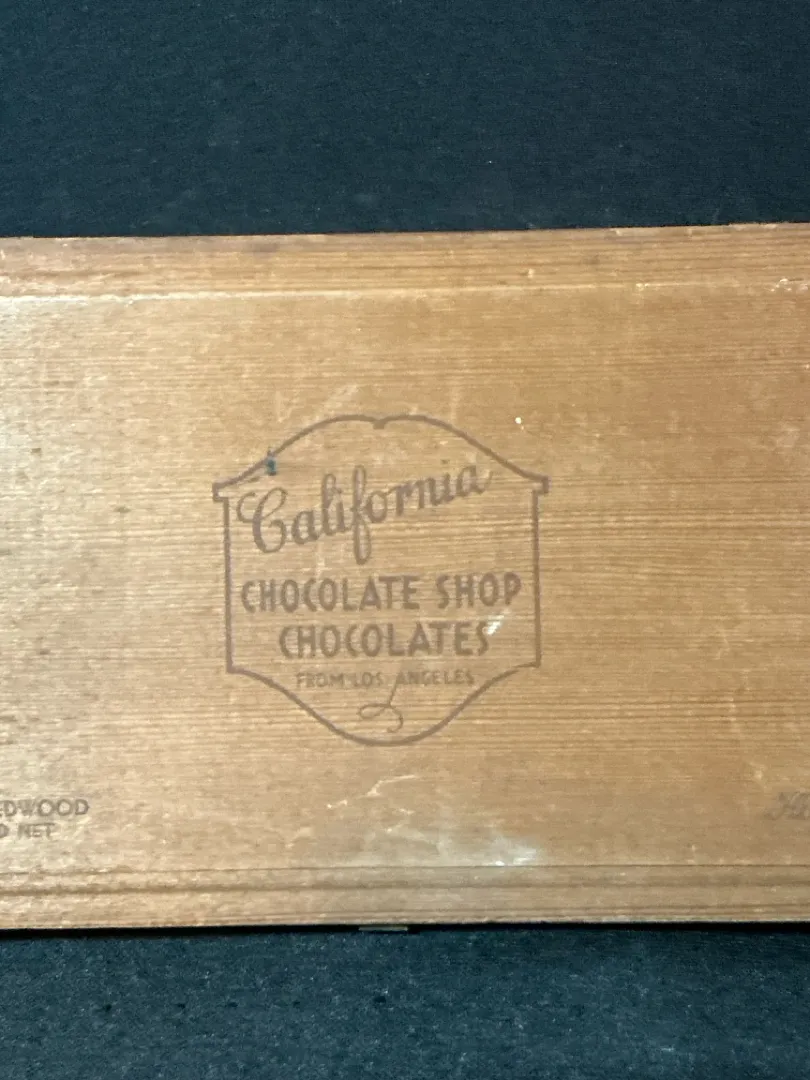 California
CHOCOLATE SHOP
CHOCOLATES
FROM LOS ANGELES
EDWOOD
D NET